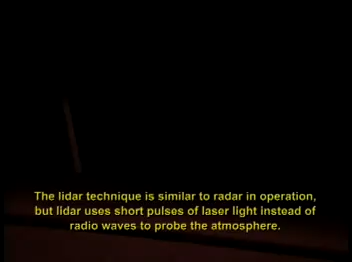 The lidar technique is similar to radar in operation,
but lidar uses short pulses of laser light instead of
radio waves to probe the atmosphere.